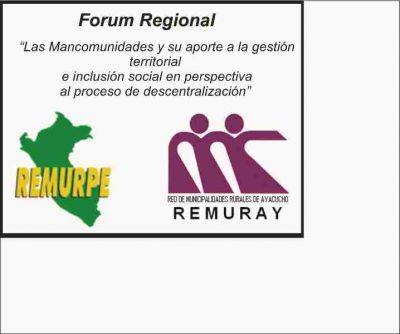 Forum Regional
“Las Mancomunidades y su aporte a la gestión
territorial
e inclusión social en perspectiva
al proceso de descentralización”
REMURPE
RED DE MUNICIPALIDADES RURALES DE AYACUCHO
REMURAY